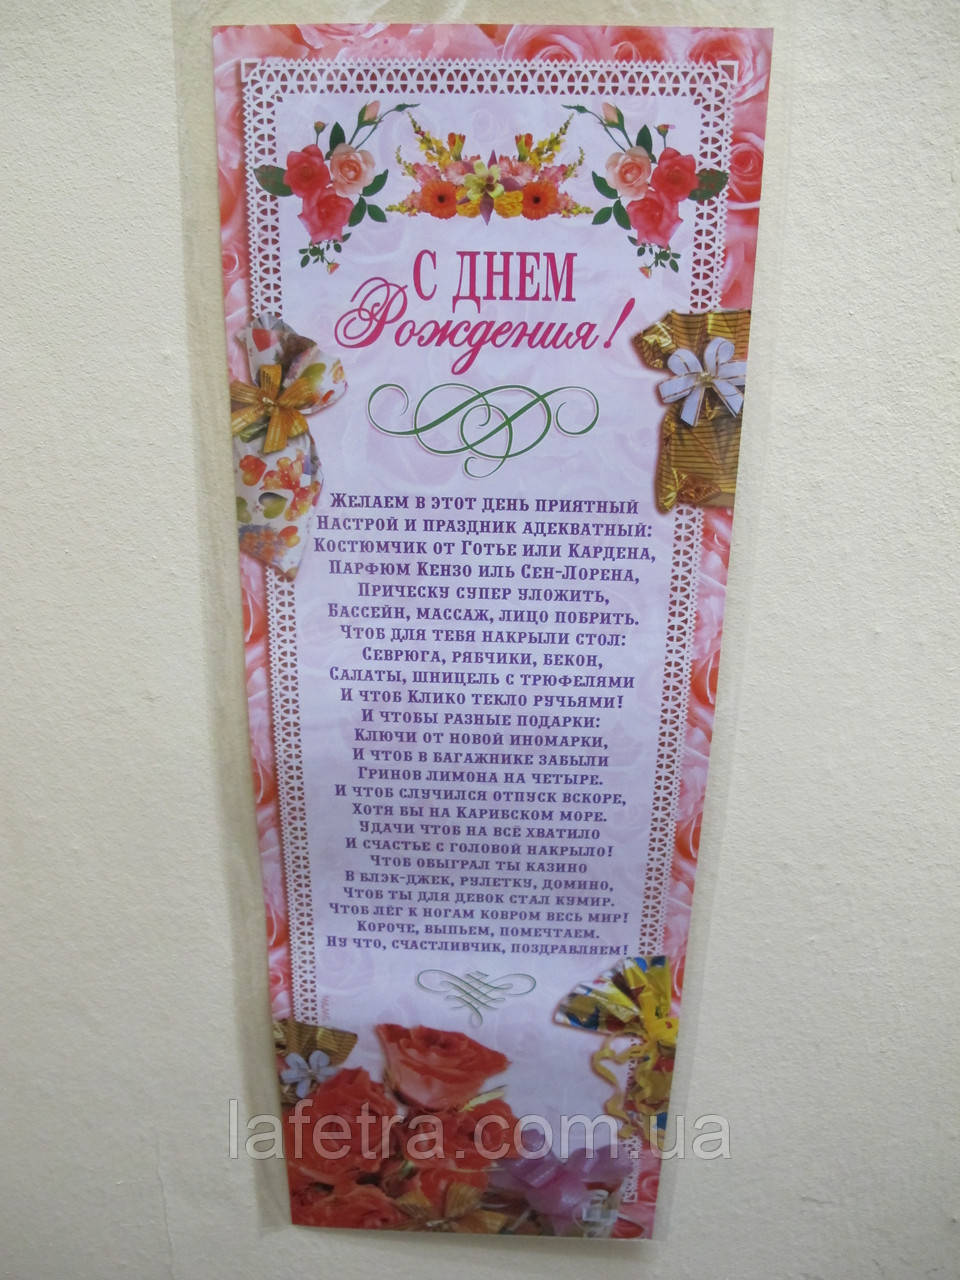 С ДНЕМ
Рождения!
Желаем в этот день приятный
Настрой и праздник адекватный:
Костюмчик от Готье или Кардена,
Парфюм Кензо иль Сен-Лорена,
Прическу супер уложить,
Бассейн, массаж, лицо побрить.
Чтоб для тебя накрыли стол:
Севрюга, рябчики, бекон,
Салаты, шницель с трюфелями
И чтоб Клико текло ручьями!
И чтобы разные подарки:
Ключи от новой иномарки,
И чтоб в багажнике забыли
Гринов лимона на четыре.
И чтоб случился отпуск вскоре,
Хотя бы на Карибском море.
Удачи чтоб на всё хватило
И счастье с головой накрыло!
Чтоб обыграл ты казино
В блэк-джек, рулетку, домино,
Чтоб ты для девок стал кумир.
Чтоб лёг к ногам ковром весь мир!
Короче, выпьем, помечтаем.
Ну что, счастливчик, поздравляем!
lafetra.com.ua